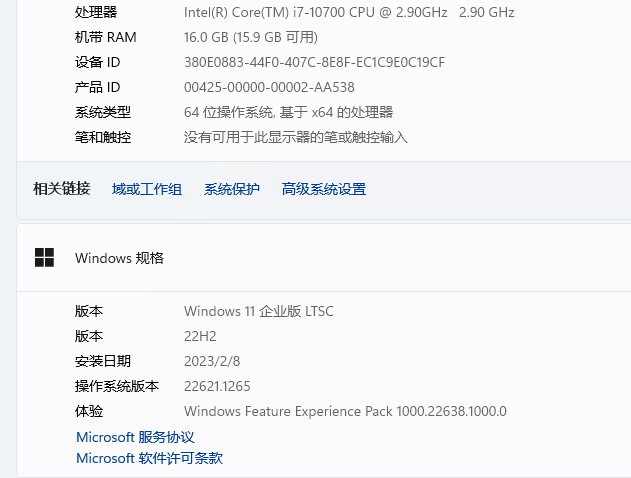 处理器 Intel(R) Core(TM) i7-10700 CPU @ 2.90GHz 2.90 GHz
机带 RAM 16.0 GB (15.9 GB 可用)
设备 ID 380E0883-44F0-407C-8E8F-EC1C9E0C19CF
产品 ID 00425-00000-00002-AA538
系统类型 64 位操作系统, 基于 x64 的处理器
笔和触控 没有可用于此显示器的笔或触控输入
相关链接 域或工作组 系统保护 高级系统设置
Windows 规格
版本 Windows 11 企业版 LTSC
版本 22H2
安装日期 2023/2/8
操作系统版本 22621.1265
体验 Windows Feature Experience Pack 1000.22638.1000.0
Microsoft 服务协议
Microsoft 软件许可条款